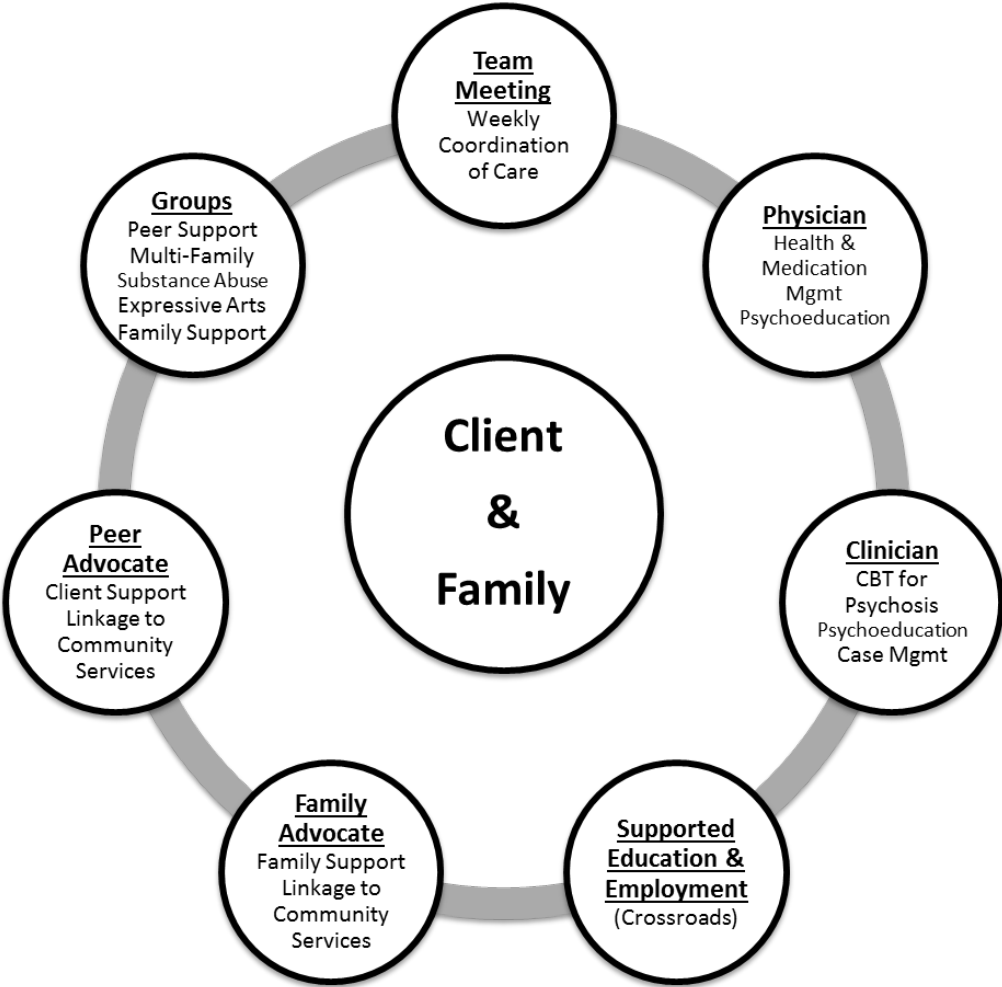 Team
Meeting
Weekly
Coordination
of Care
Physician
Health &
Medication
Mgmt
Psychoeducation
Clinician
CBT for
Psychosis
Psychoeducation
Case Mgmt
Supported
Education &
Employment
(Crossroads)
Family
Advocate
Family Support
Linkage to
Community
Services
Peer
Advocate
Client Support
Linkage to
Community
Services
Groups
Peer Support
Multi-Family
Substance Abuse
Expressive Arts
Family Support
Client
&
Family